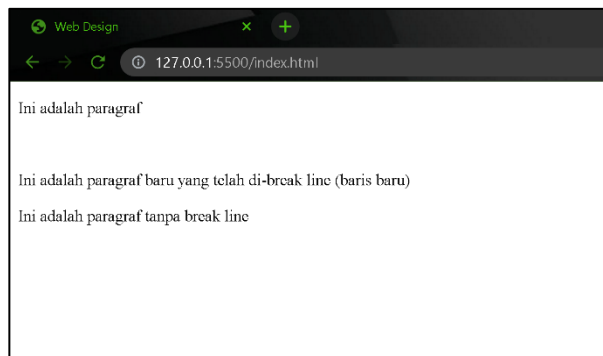 Web Design
127.0.0.1:5500/index.html
Ini adalah paragraf
Ini adalah paragraf baru yang telah di-break line (baris baru)
Ini adalah paragraf tanpa break line